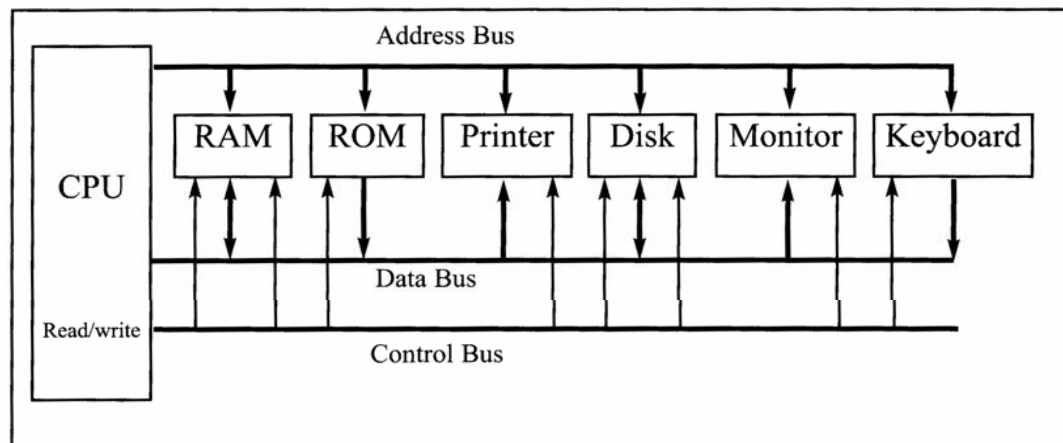 Address Bus
RAM ROM Printer Disk Monitor Keyboard
CPU
Data Bus
Read/write
Control Bus